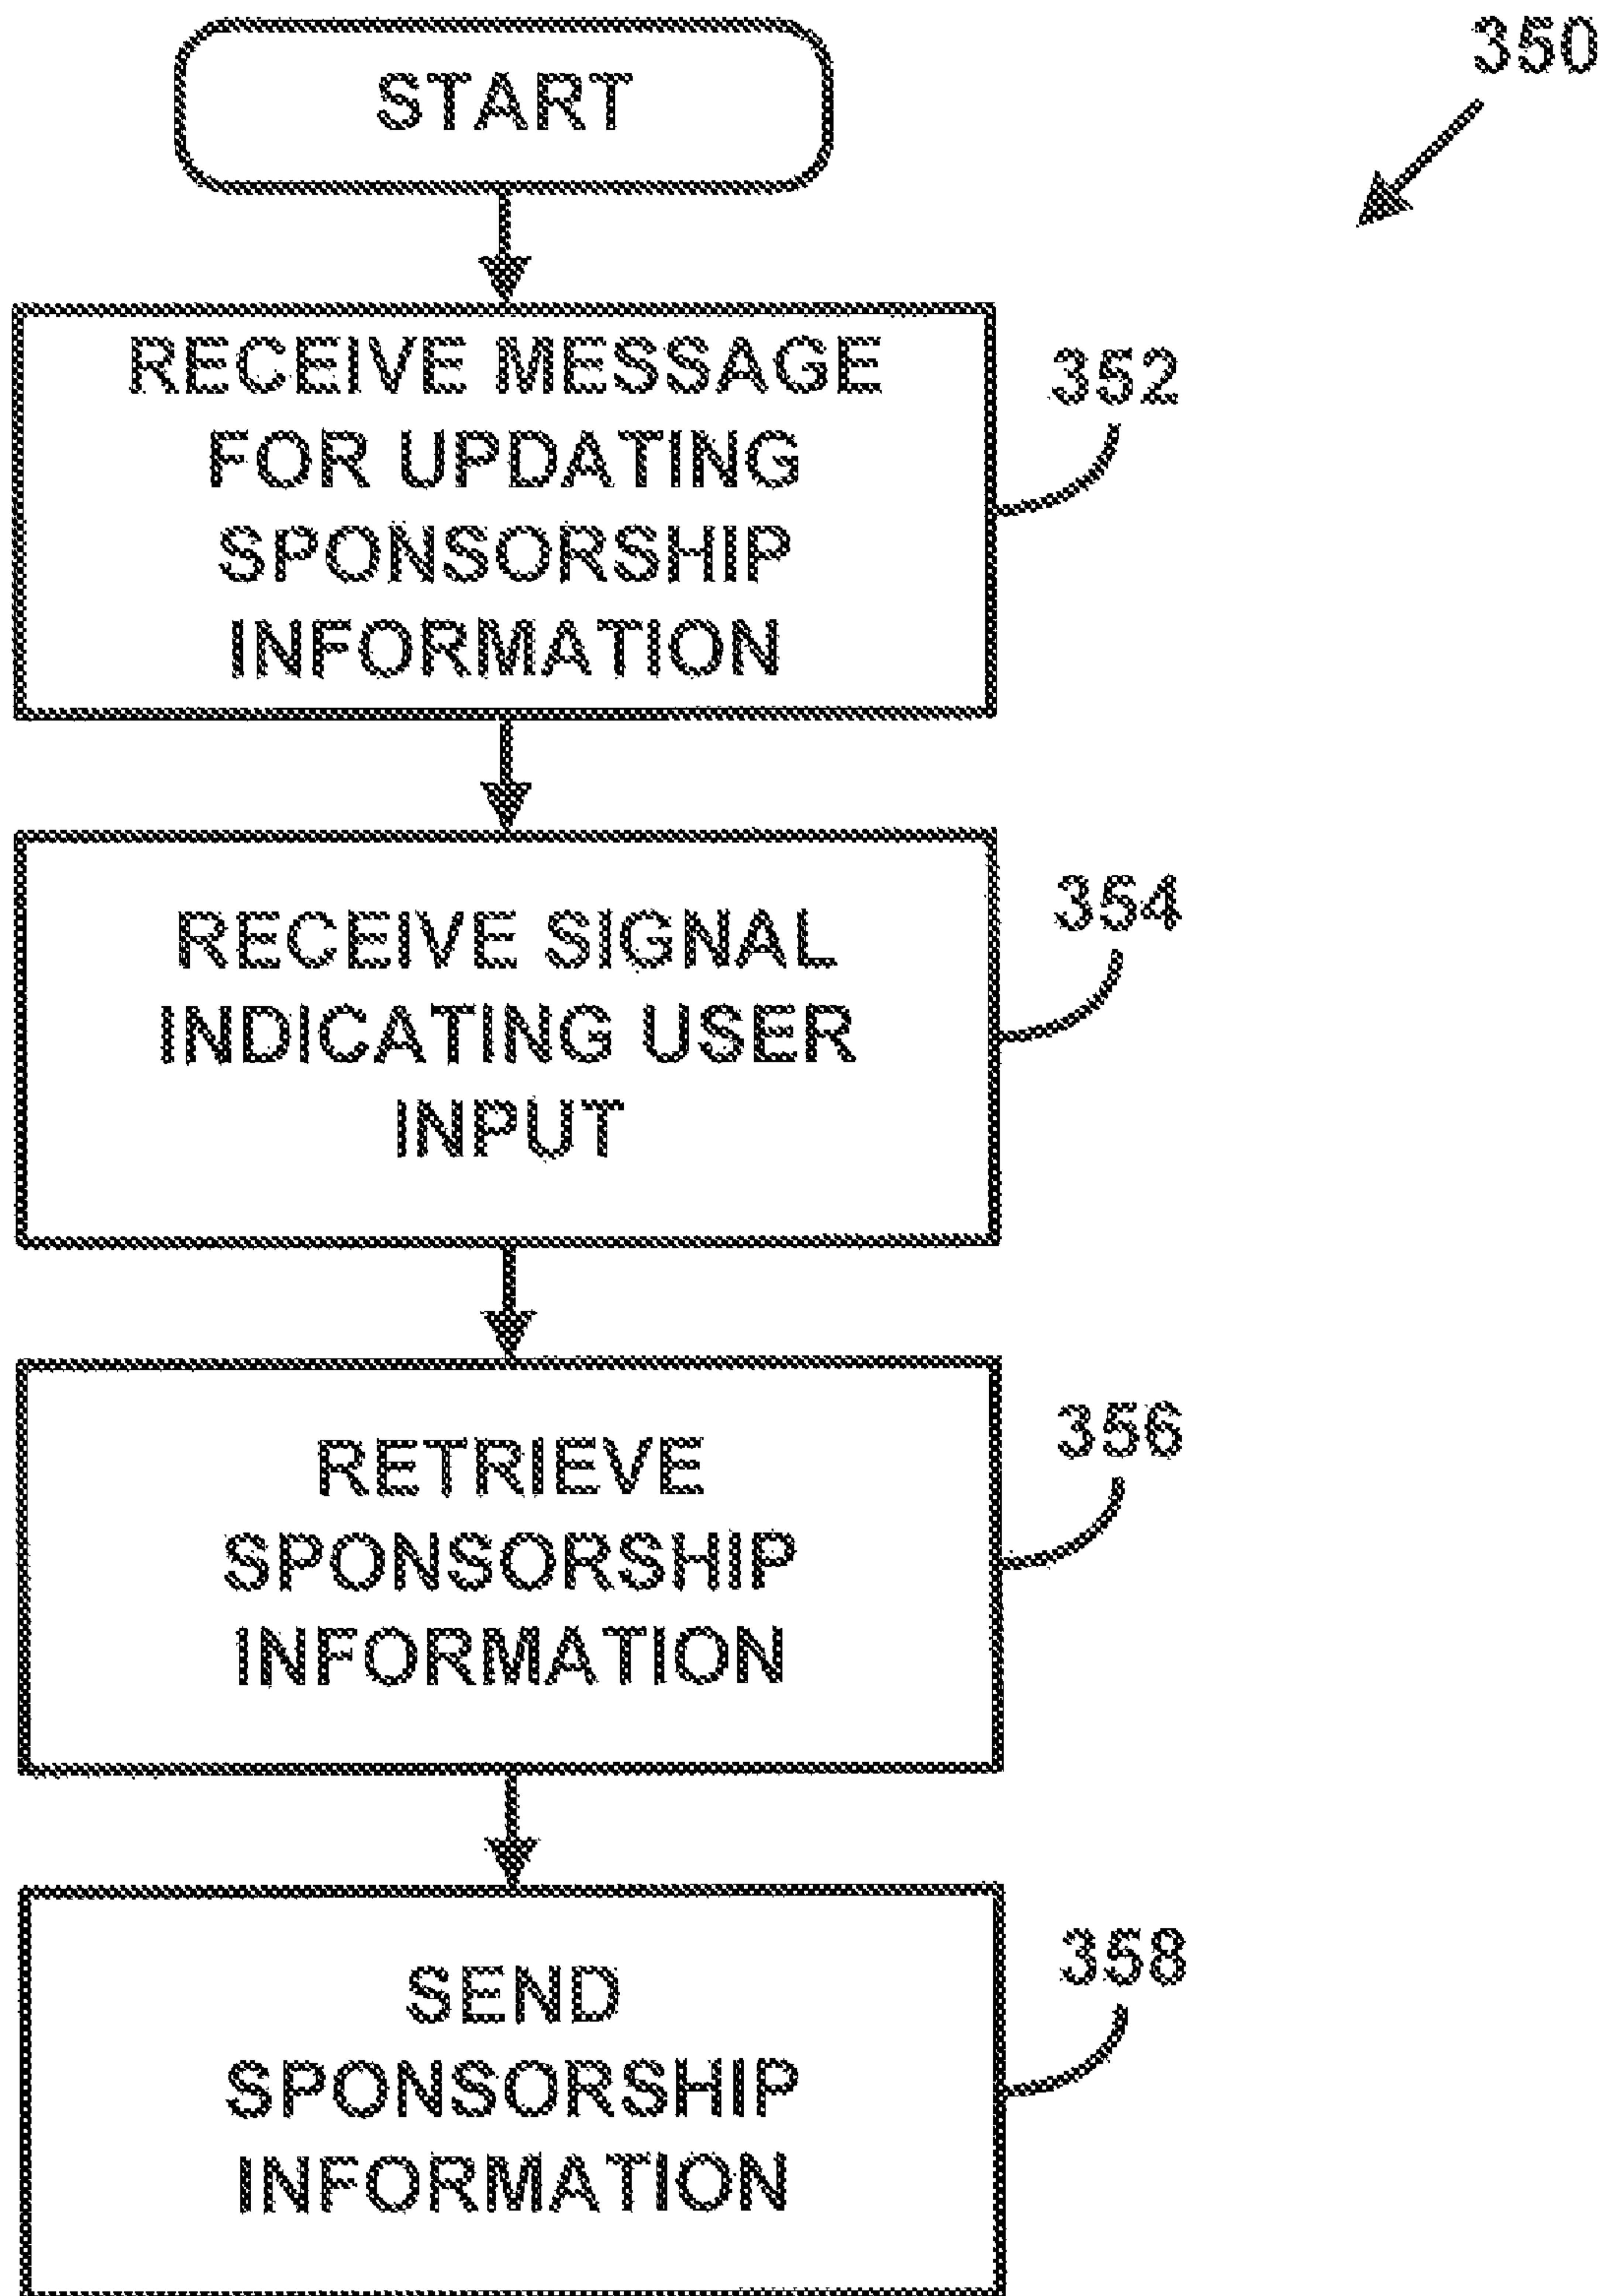 START
350
RECEIVE MESSAGE
FOR UPDATING
SPONSORSHIP
INFORMATION
352
RECEIVE SIGNAL
INDICATING USER
INPUT
354
RETRIEVE
SPONSORSHIP
INFORMATION
356
SEND
SPONSORSHIP
INFORMATION
358